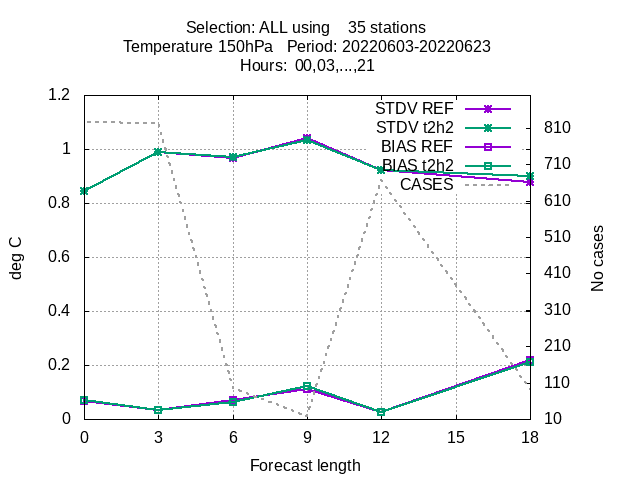 Selection: ALL using 35 stations
Temperature 150hPa Period: 20220603-20220623
Hours: 00,03,...,21
1.2
1
0.8
0.6
0.4
0.2
0
deg C
STDV REF
STDV t2h2
BIAS REF
BIAS t2h2
CASES
810
710
610
510
410
310
210
110
10
No cases
0 3 6 9 12 15 18
Forecast length